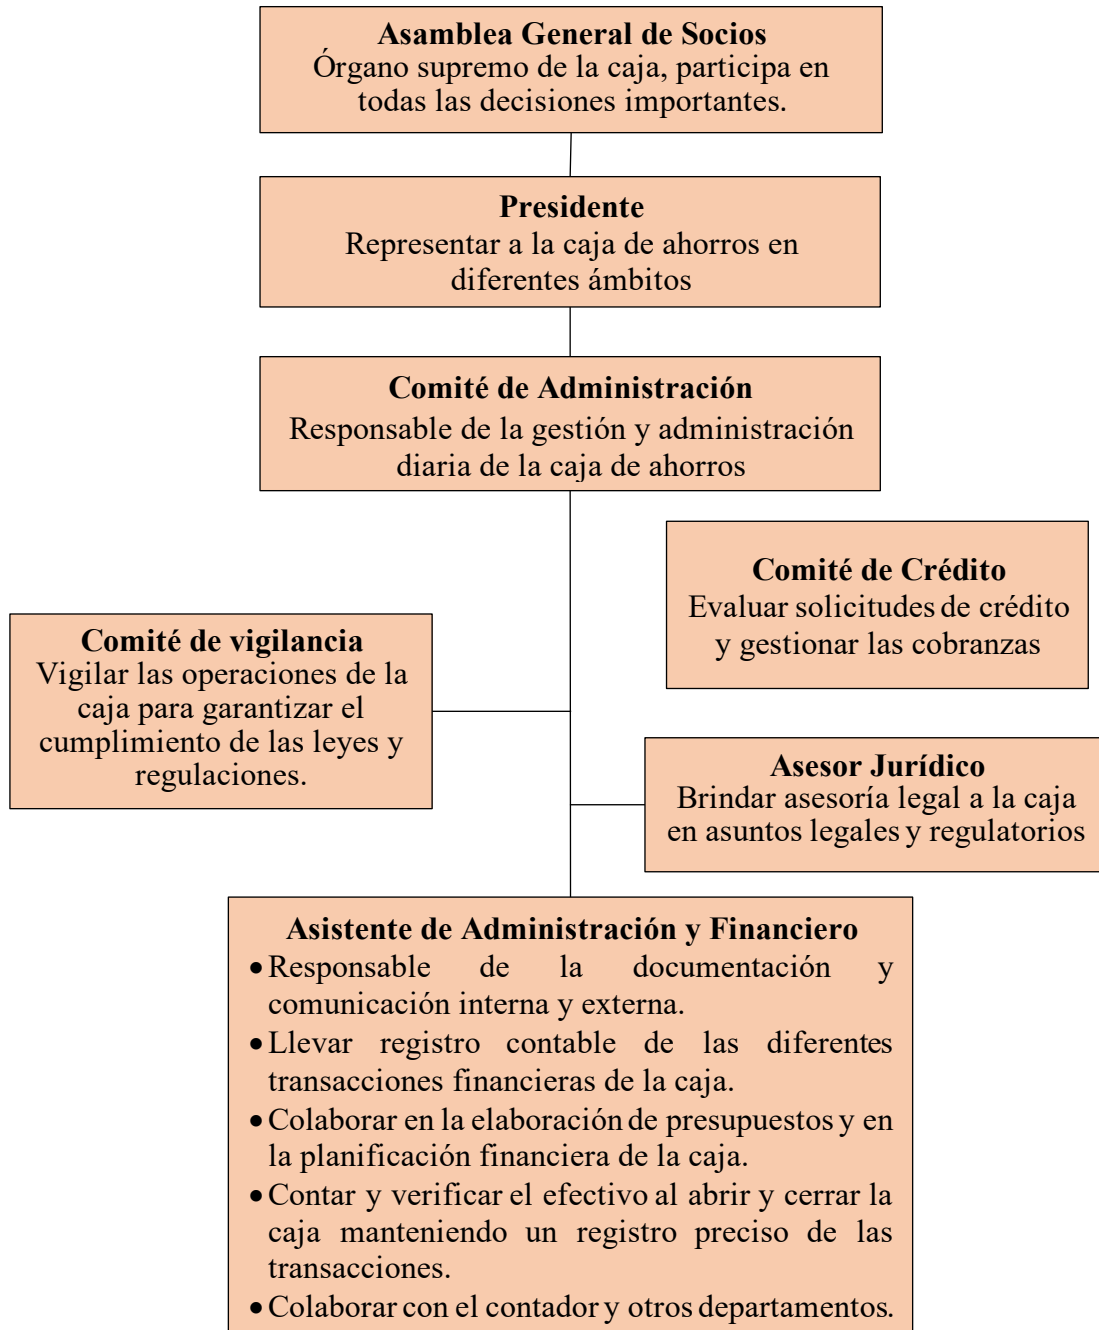 Asamblea General de Socios
Órgano supremo de la caja, participa en
todas las decisiones importantes.
Presidente
Representar a la caja de ahorros en
diferentes ámbitos
Comité de Administración
Responsable de la gestión y administración
diaria de la caja de ahorros
Comité de Crédito
Evaluar solicitudes de crédito
y gestionar las cobranzas
Comité de vigilancia
Vigilar las operaciones de la
caja para garantizar el
cumplimiento de las leyes y
regulaciones.
Asesor Jurídico
Brindar asesoría legal a la caja
en asuntos legales y regulatorios
Asistente de Administración y Financiero
• Responsable de la documentación y
comunicación interna y externa.
• Llevar registro contable de las diferentes
transacciones financieras de la caja.
• Colaborar en la elaboración de presupuestos y en
la planificación financiera de la caja.
• Contar y verificar el efectivo al abrir y cerrar la
caja manteniendo un registro preciso de las
transacciones.
• Colaborar con el contador y otros departamentos.